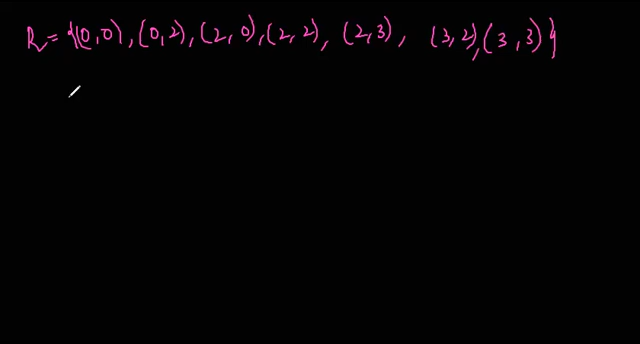 R = {(0,0), (0,2), (2,0), (2,2), (2,3), (3,2), (3,3)}